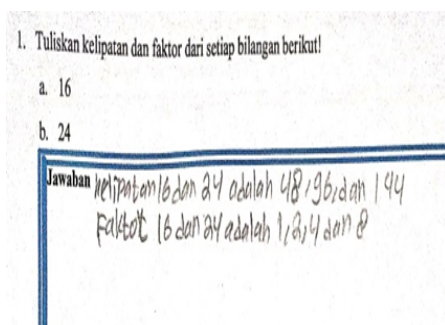 1. Tuliskan kelipatan dan faktor dari setiap bilangan berikut!
a. 16
b. 24
Jawaban kelipatan 16 dan 24 adalah 48, 96, dan 144
Faktot 16 dan 24 adalah 1, 2, 4 dan 8